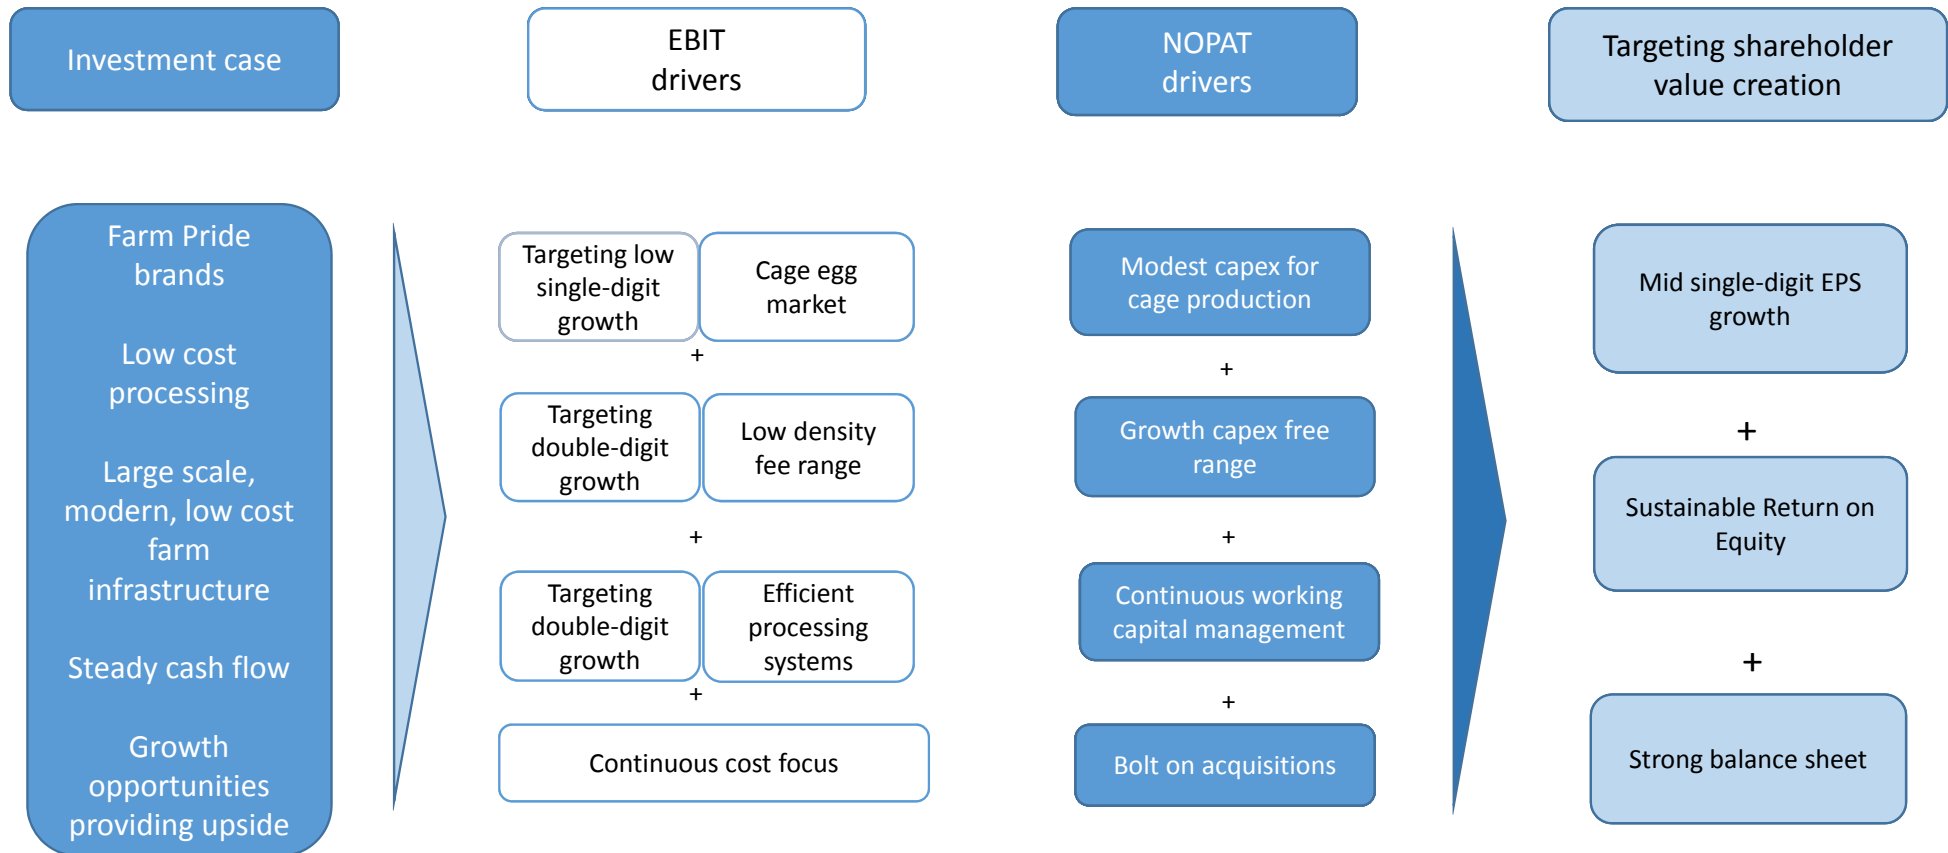 Investment case
EBIT
drivers
NOPAT
drivers
Targeting shareholder
value creation
Farm Pride
brands
Low cost
processing
Large scale,
modern, low cost
farm
infrastructure
Steady cash flow
Growth
opportunities
providing upside
Targeting low
single-digit
growth
Cage egg
market
+
Targeting
double-digit
growth
Low density
fee range
+
Targeting
double-digit
growth
Efficient
processing
systems
+
Continuous cost focus
Modest capex for
cage production
+
Growth capex free
range
+
Continuous working
capital management
+
Bolt on acquisitions
Mid single-digit EPS
growth
+
Sustainable Return on
Equity
+
Strong balance sheet